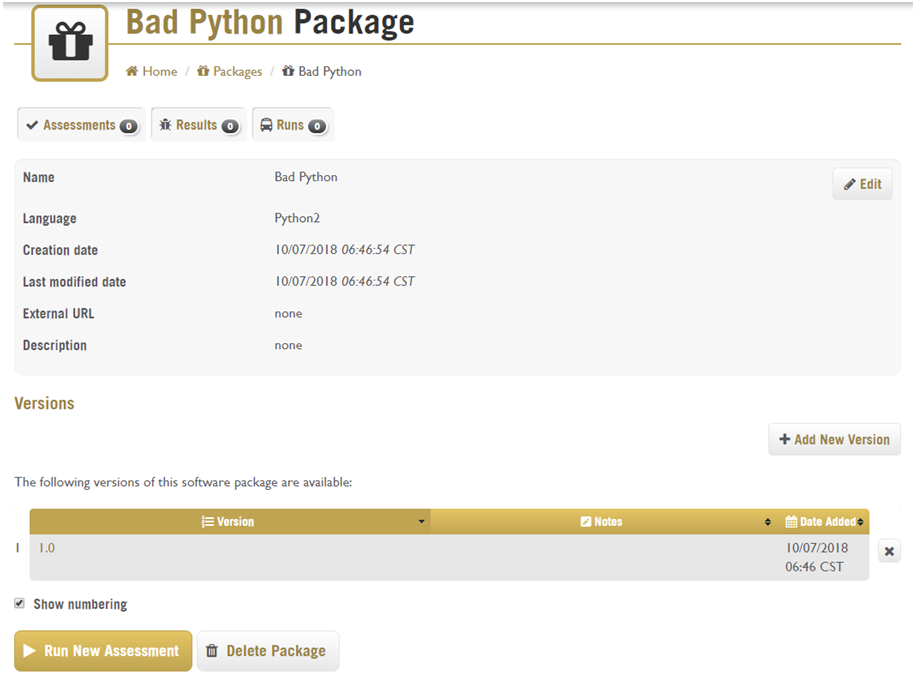 Bad Python Package
Home / Packages / Bad Python
Assessments 0 Results 0 Runs 0
Name Bad Python
Edit
Language Python2
Creation date 10/07/2018 06:46:54 CST
Last modified date 10/07/2018 06:46:54 CST
External URL none
Description none
Versions
Add New Version
The following versions of this software package are available:
Version Notes Date Added
1 1.0 10/07/2018
06:46 CST
Show numbering
Run New Assessment Delete Package